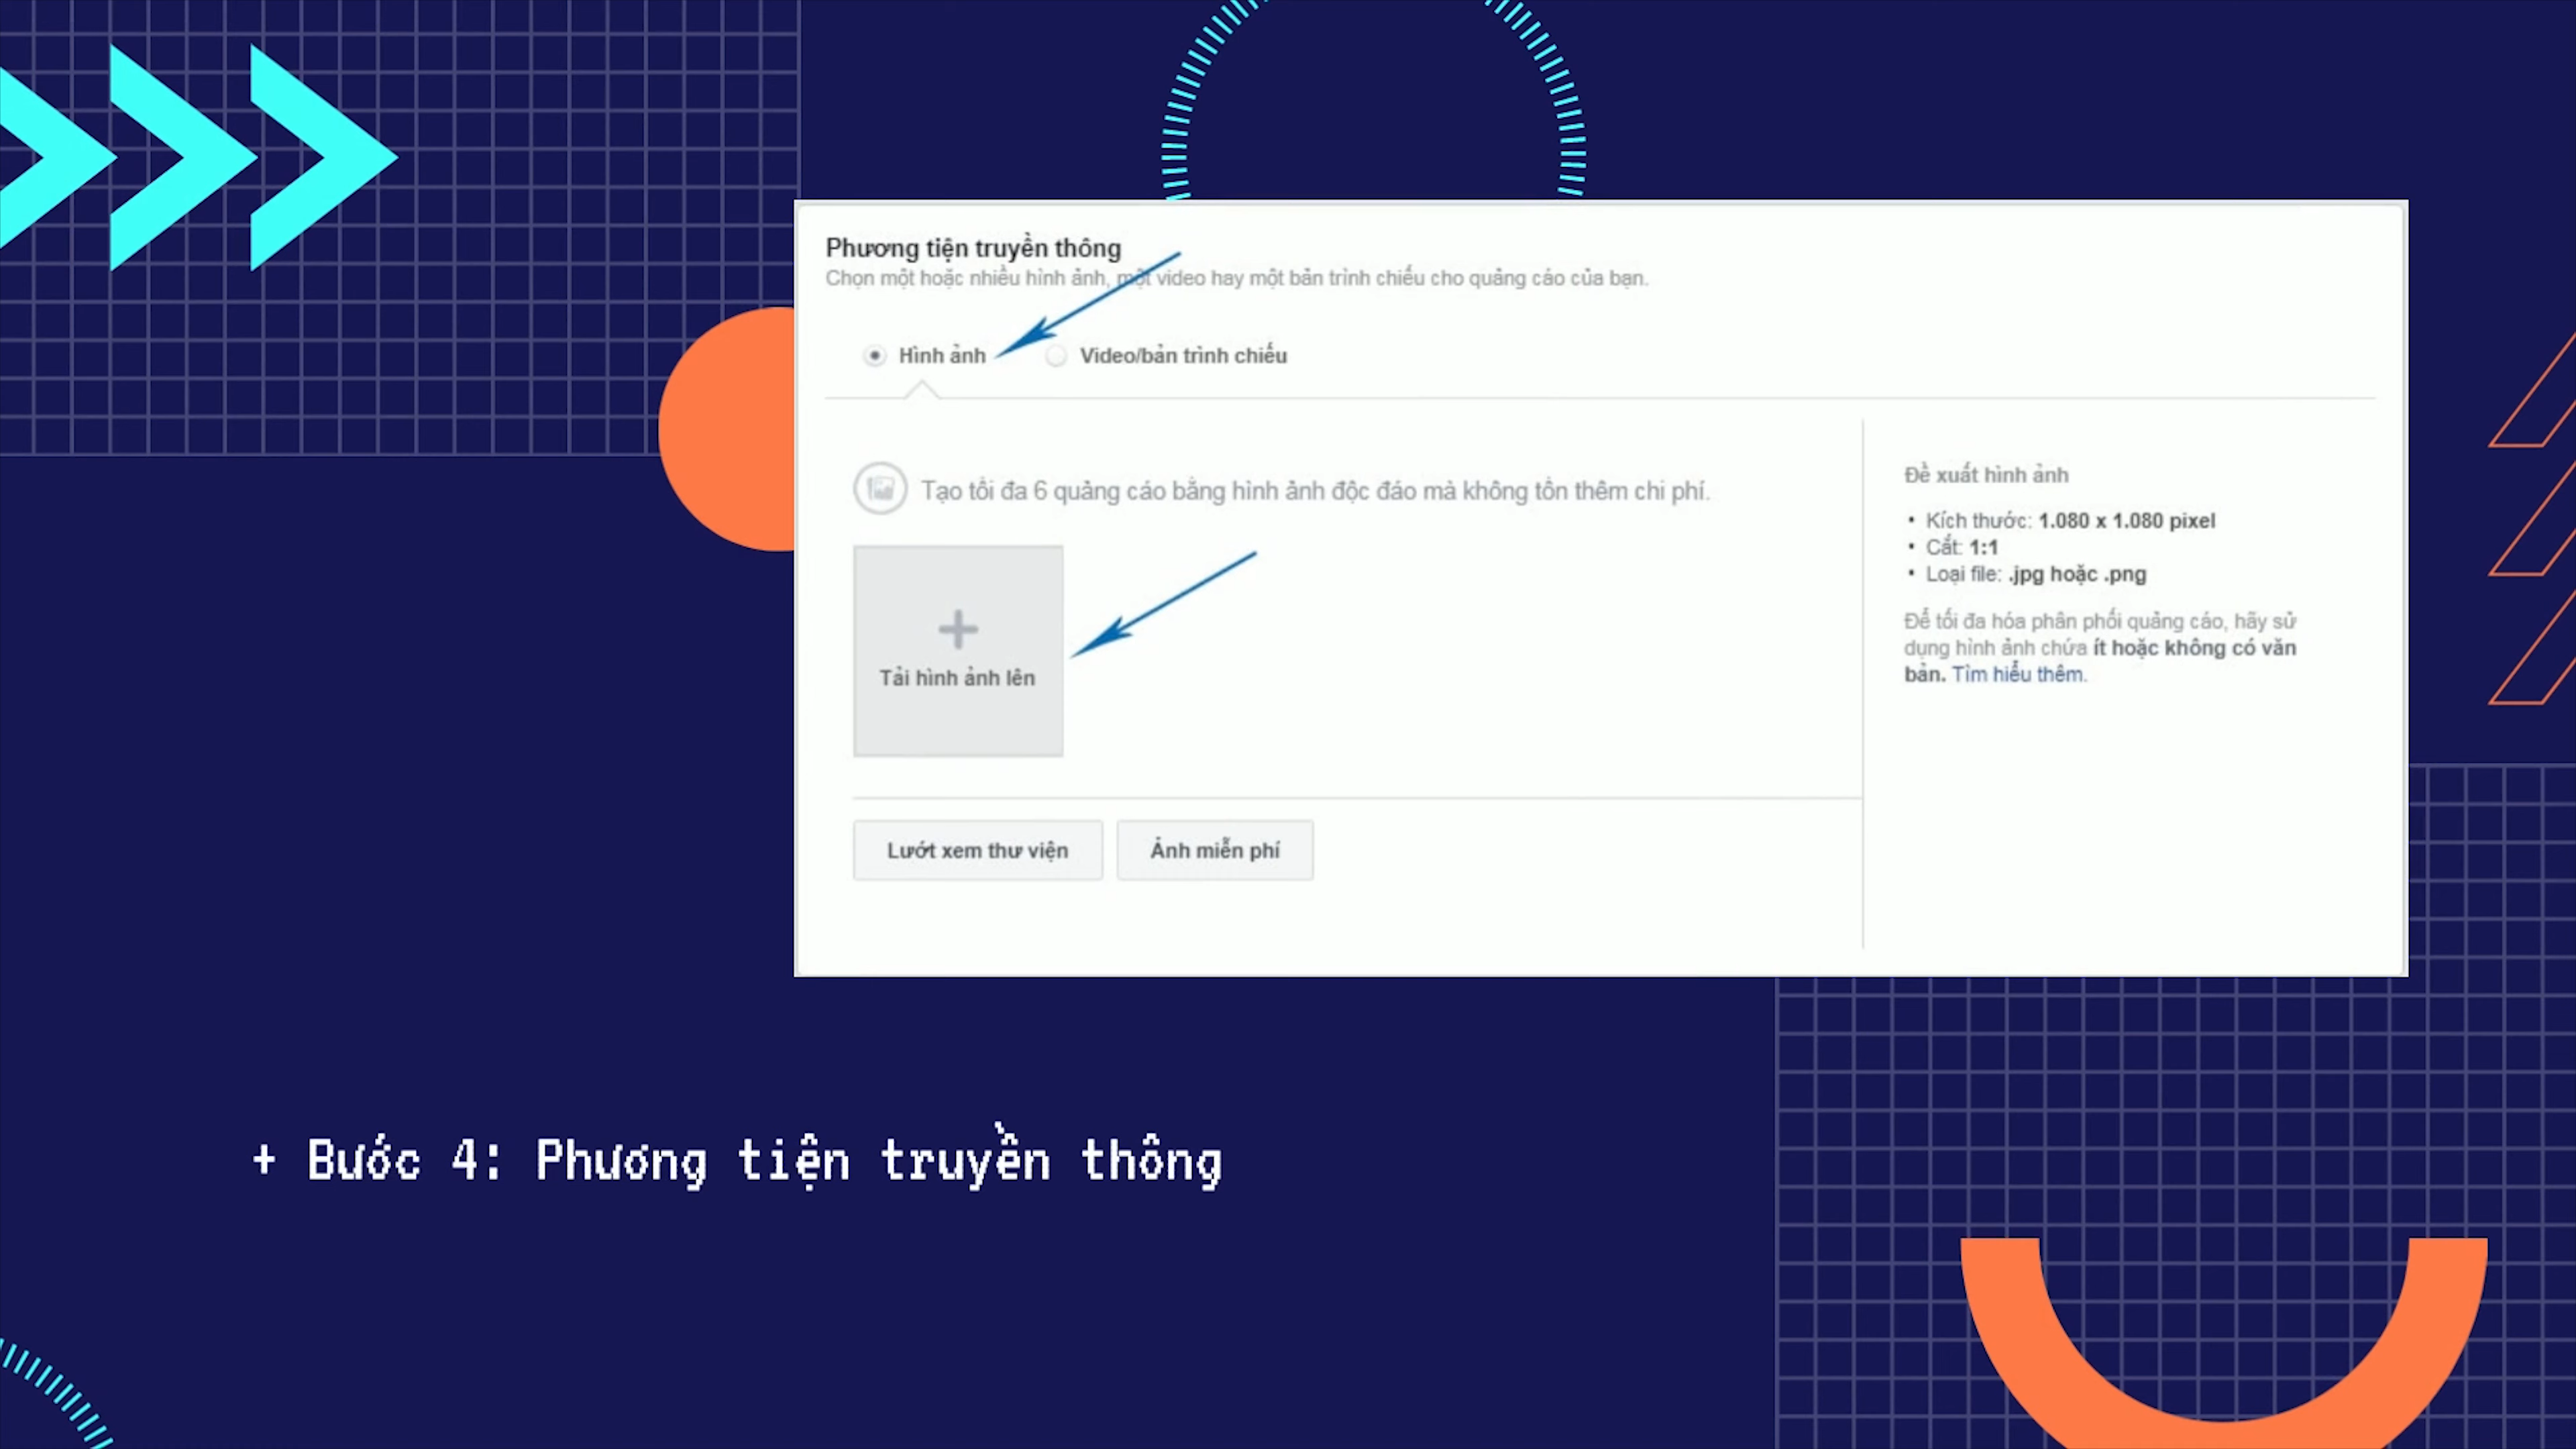 Phương tiện truyền thông
Chọn một hoặc nhiều hình ảnh, một video hay một bản trình chiếu cho quảng cáo của bạn.
Hình ảnh
Video/bản trình chiếu
Tạo tối đa 6 quảng cáo bằng hình ảnh độc đáo mà không tốn thêm chi phí.
Tải hình ảnh lên
Lướt xem thư viện
Ảnh miễn phí
Đề xuất hình ảnh
• Kích thước: 1.080 x 1.080 pixel
• Cắt: 1:1
• Loại file: .jpg hoặc .png
Để tối đa hóa phân phối quảng cáo, hãy sử
dụng hình ảnh chứa ít hoặc không có văn
bản. Tìm hiểu thêm.
+ Bước 4: Phương tiện truyền thông